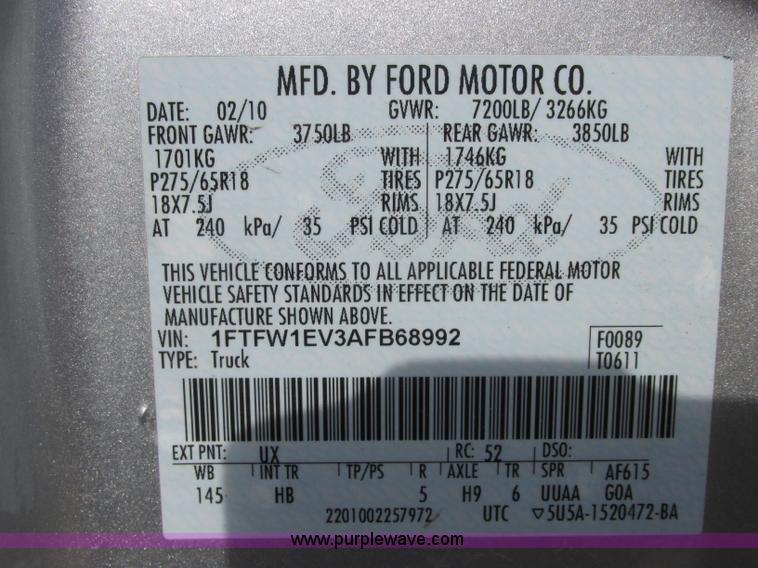 MFD. BY FORD MOTOR CO.
DATE: 02/10 GVWR: 7200LB/ 3266KG
FRONT GAWR: 3750LB REAR GAWR: 3850LB
1701KG WITH 1746KG WITH
P275/65R18 TIRES P275/65R18 TIRES
18X7.5J RIMS 18X7.5J RIMS
AT 240 kPa/ 35 PSI COLD AT 240 kPa/ 35 PSI COLD
Ford
THIS VEHICLE CONFORMS TO ALL APPLICABLE FEDERAL MOTOR
VEHICLE SAFETY STANDARDS IN EFFECT ON THE DATE OF
MANUFACTURE SHOWN ABOVE.
VIN: 1FTFW1EV3AFB68992 F0089
TYPE: Truck T0611
EXT PNT: UX RC: 52 DSO:
WB INT TR TP/PS R AXLE TR SPR AF615
145 HB 5 H9 6 UUAA GOA
2201002257972 UTC ▽5U5A-1520472-BA
www.purplewave.com